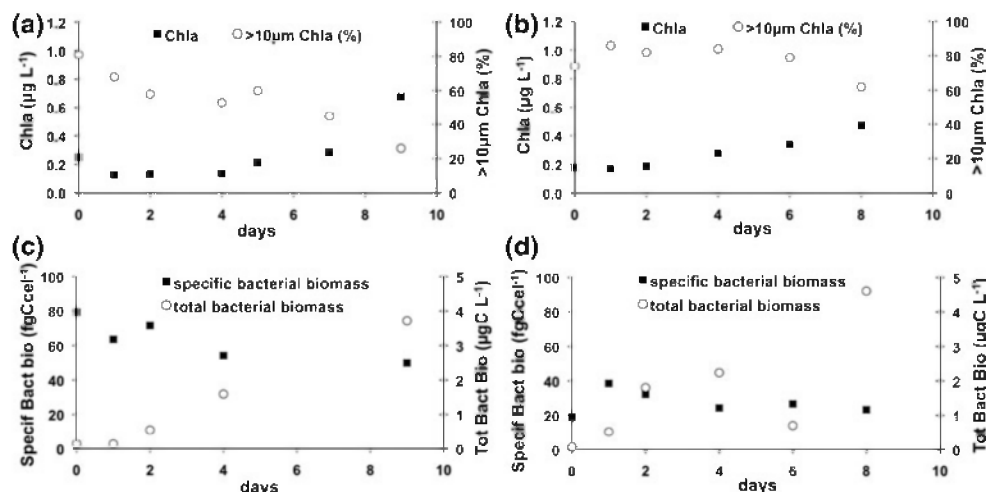 (a)
■ Chla ○ >10µm Chla (%)
Chla (µg L⁻¹)
1.2
1.0
0.8
0.6
0.4
0.2
0.0
100
80
60
40
20
0
>10µm Chla (%)
0 2 4 6 8 10
days
(b)
■ Chla ○ >10µm Chla (%)
Chla (µg L⁻¹)
1.2
1.0
0.8
0.6
0.4
0.2
0.0
100
80
60
40
20
0
>10µm Chla (%)
0 2 4 6 8 10
days
(c)
■ specific bacterial biomass
○ total bacterial biomass
Specif Bact bio (fgCcel⁻¹)
100
80
60
40
20
0
5
4
3
2
1
0
Tot Bact Bio (µgC L⁻¹)
0 2 4 6 8 10
days
(d)
■ specific bacterial biomass
○ total bacterial biomass
Specif Bact bio (fgCcel⁻¹)
100
80
60
40
20
0
5
4
3
2
1
0
Tot Bact Bio (µgC L⁻¹)
0 2 4 6 8 10
days